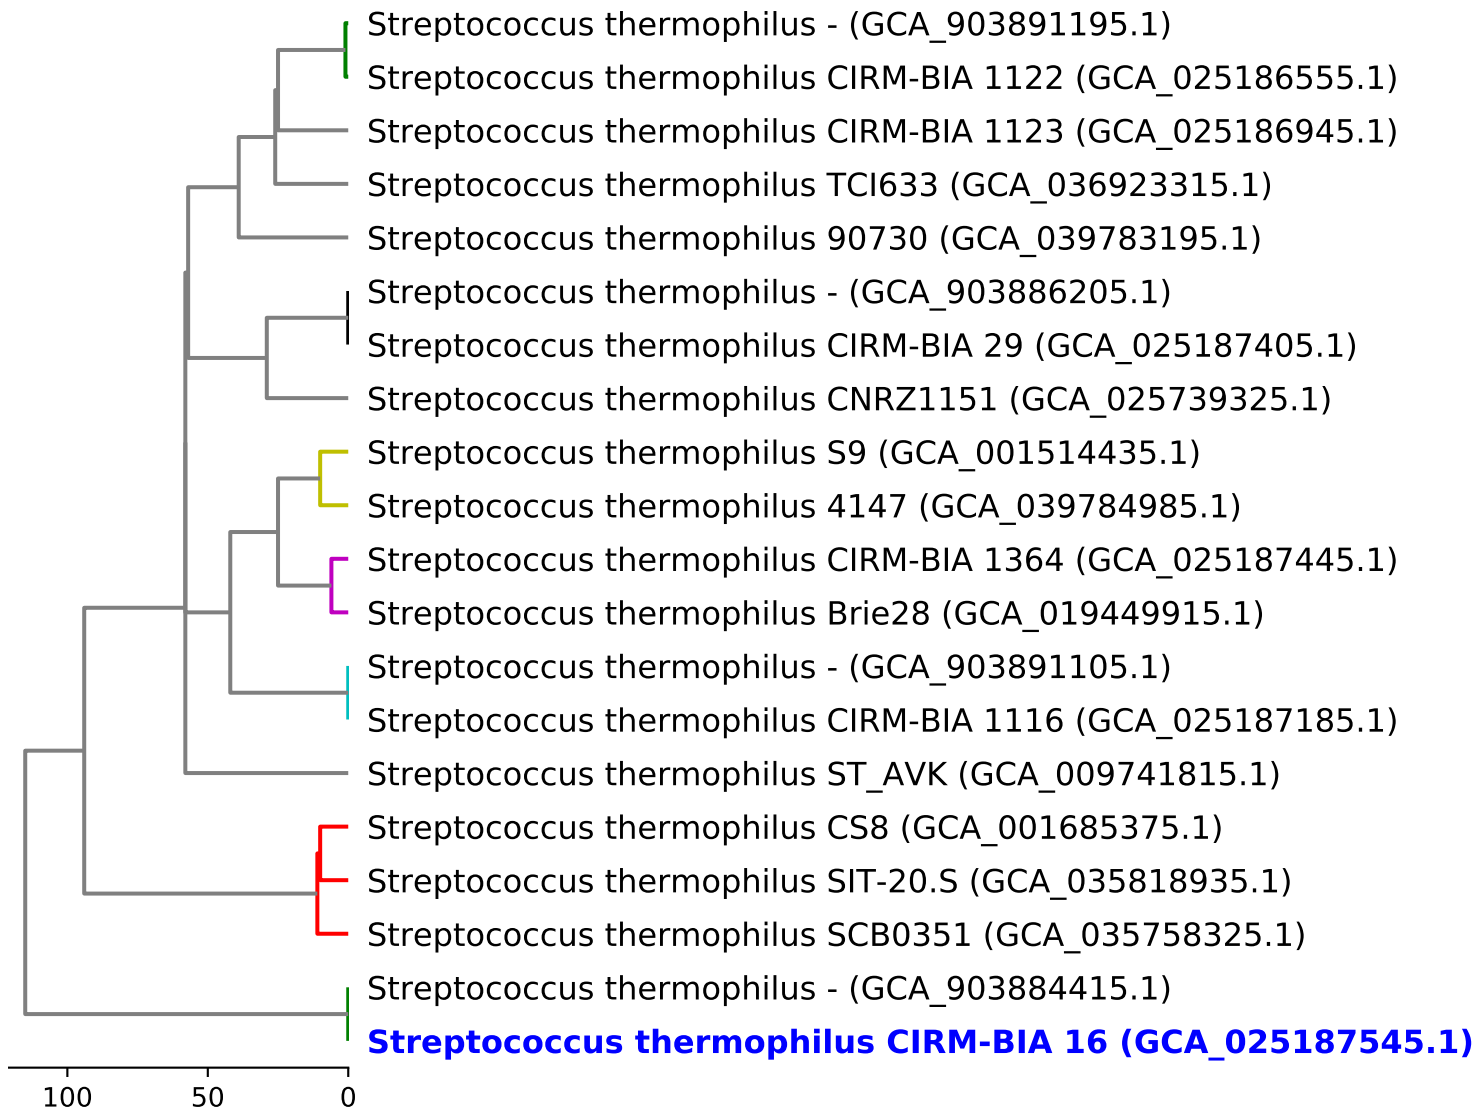 Streptococcus thermophilus - (GCA_903891195.1)
Streptococcus thermophilus CIRM-BIA 1122 (GCA_025186555.1)
Streptococcus thermophilus CIRM-BIA 1123 (GCA_025186945.1)
Streptococcus thermophilus TCI633 (GCA_036923315.1)
Streptococcus thermophilus 90730 (GCA_039783195.1)
Streptococcus thermophilus - (GCA_903886205.1)
Streptococcus thermophilus CIRM-BIA 29 (GCA_025187405.1)
Streptococcus thermophilus CNRZ1151 (GCA_025739325.1)
Streptococcus thermophilus S9 (GCA_001514435.1)
Streptococcus thermophilus 4147 (GCA_039784985.1)
Streptococcus thermophilus CIRM-BIA 1364 (GCA_025187445.1)
Streptococcus thermophilus Brie28 (GCA_019449915.1)
Streptococcus thermophilus - (GCA_903891105.1)
Streptococcus thermophilus CIRM-BIA 1116 (GCA_025187185.1)
Streptococcus thermophilus ST_AVK (GCA_009741815.1)
Streptococcus thermophilus CS8 (GCA_001685375.1)
Streptococcus thermophilus SIT-20.S (GCA_035818935.1)
Streptococcus thermophilus SCB0351 (GCA_035758325.1)
Streptococcus thermophilus - (GCA_903884415.1)
Streptococcus thermophilus CIRM-BIA 16 (GCA_025187545.1)
100 50 0